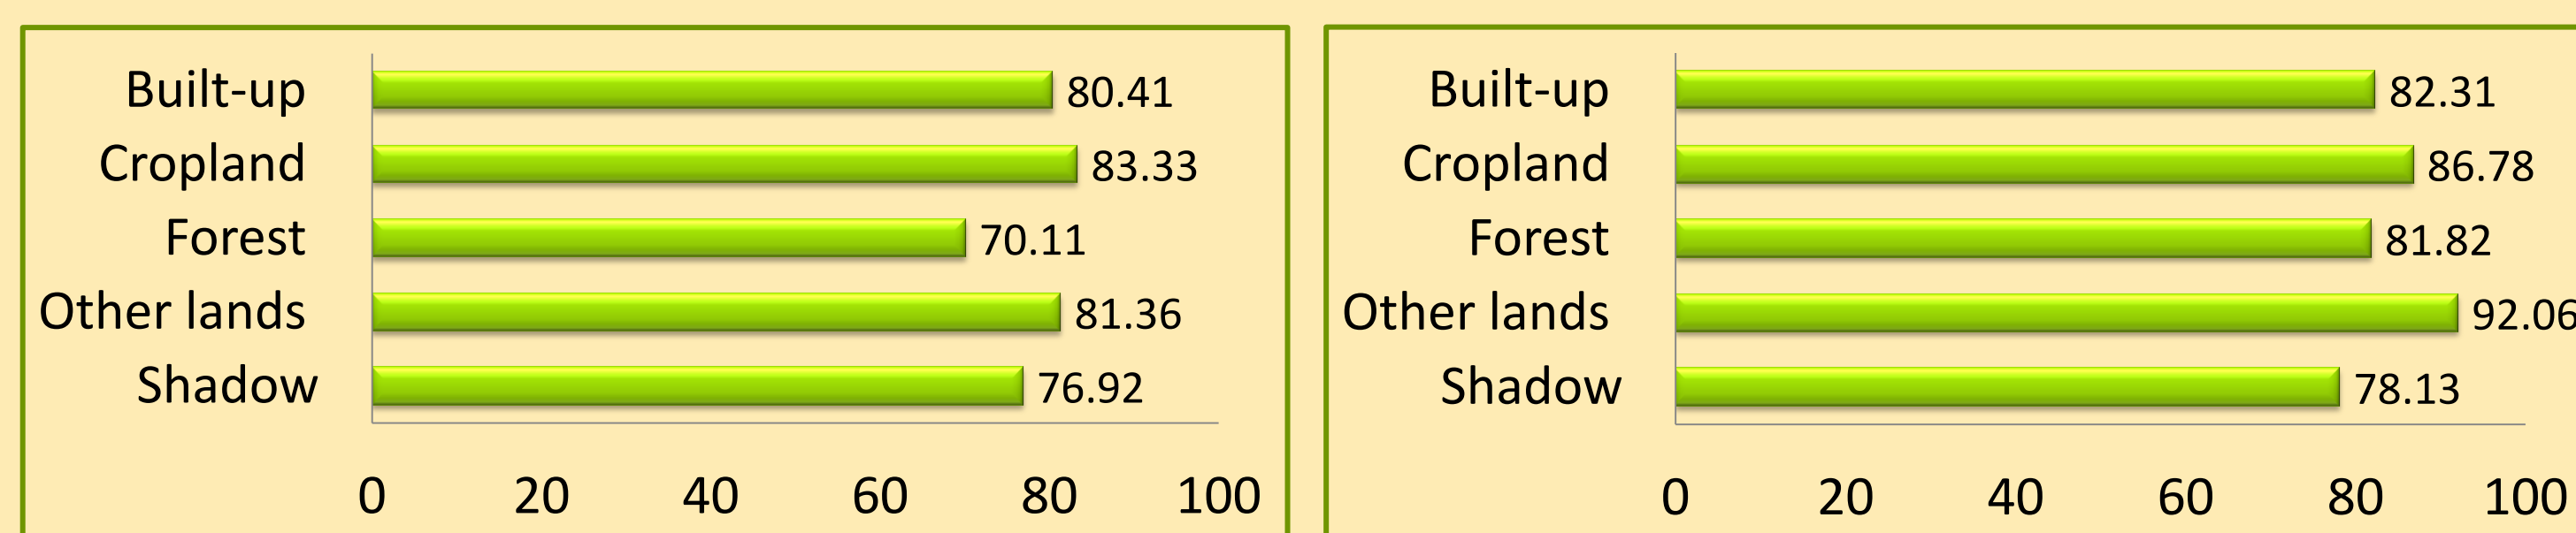 Built-up 80.41
Cropland 83.33
Forest 70.11
Other lands 81.36
Shadow 76.92
0 20 40 60 80 100
Built-up 82.31
Cropland 86.78
Forest 81.82
Other lands 92.06
Shadow 78.13
0 20 40 60 80 100